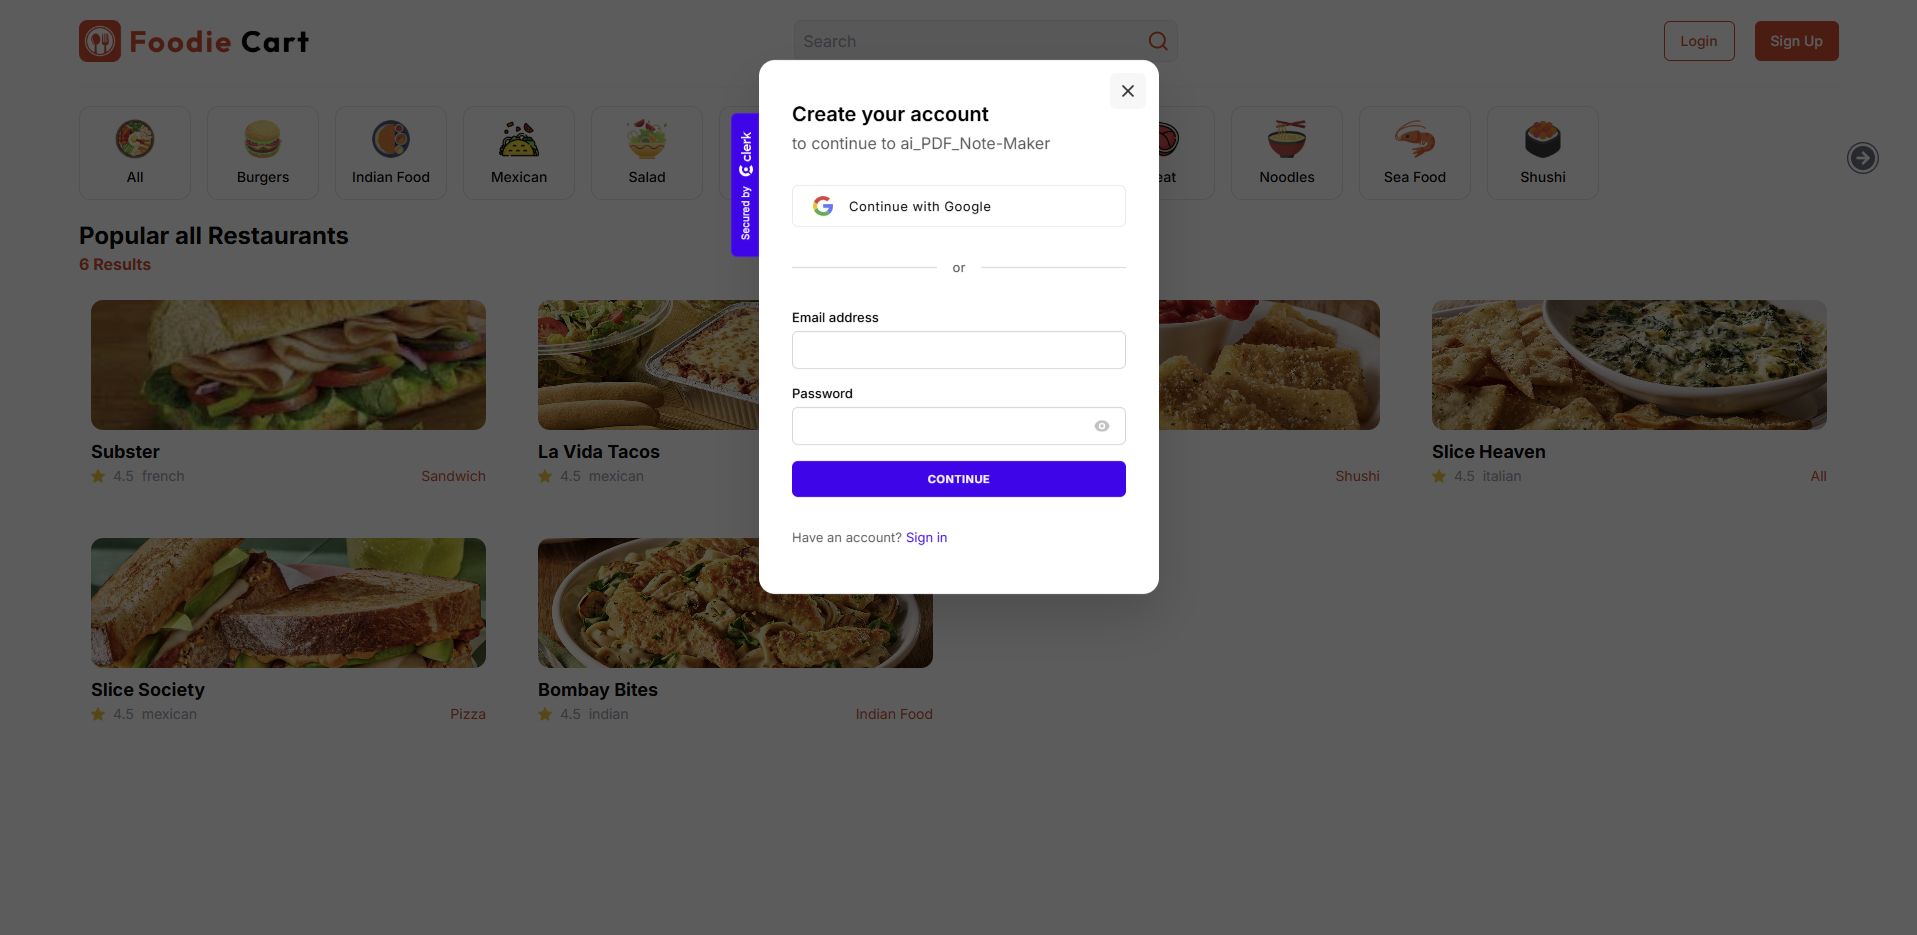 Foodie Cart
Search
Login
Sign Up
All
Burgers
Indian Food
Mexican
Salad
eat
Noodles
Sea Food
Shushi
Popular all Restaurants
6 Results
Secured by clerk
Create your account
to continue to ai_PDF_Note-Maker
Continue with Google
or
Email address
Password
CONTINUE
Have an account? Sign in
Subster
4.5 french Sandwich
La Vida Tacos
4.5 mexican
Shushi
Slice Heaven
4.5 italian All
Slice Society
4.5 mexican Pizza
Bombay Bites
4.5 indian Indian Food